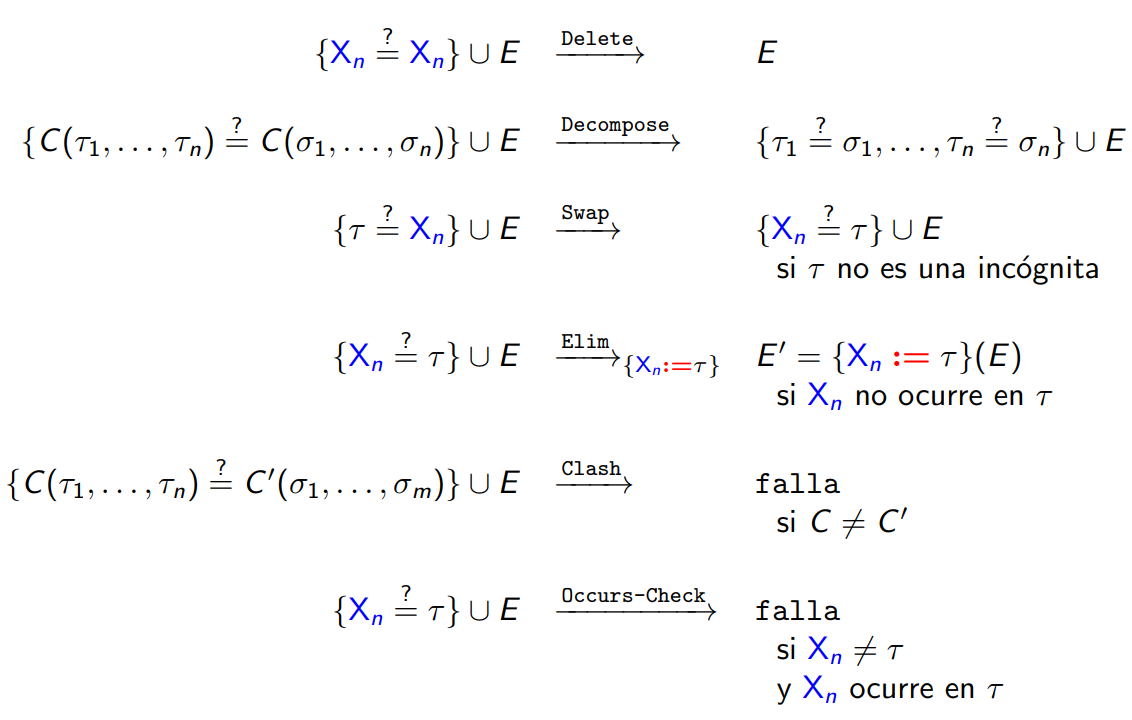 {Xₙ ≟ Xₙ} ∪ E —Delete→ E
{C(τ₁, . . . , τₙ) ≟ C(σ₁, . . . , σₙ)} ∪ E —Decompose→ {τ₁ ≟ σ₁, . . . , τₙ ≟ σₙ} ∪ E
{τ ≟ Xₙ} ∪ E —Swap→ {Xₙ ≟ τ} ∪ E
si τ no es una incógnita
{Xₙ ≟ τ} ∪ E —Elim→{Xₙ:=τ} E′ = {Xₙ := τ}(E)
si Xₙ no ocurre en τ
{C(τ₁, . . . , τₙ) ≟ C′(σ₁, . . . , σₘ)} ∪ E —Clash→ falla
si C ≠ C′
{Xₙ ≟ τ} ∪ E —Occurs-Check→ falla
si Xₙ ≠ τ
y Xₙ ocurre en τ